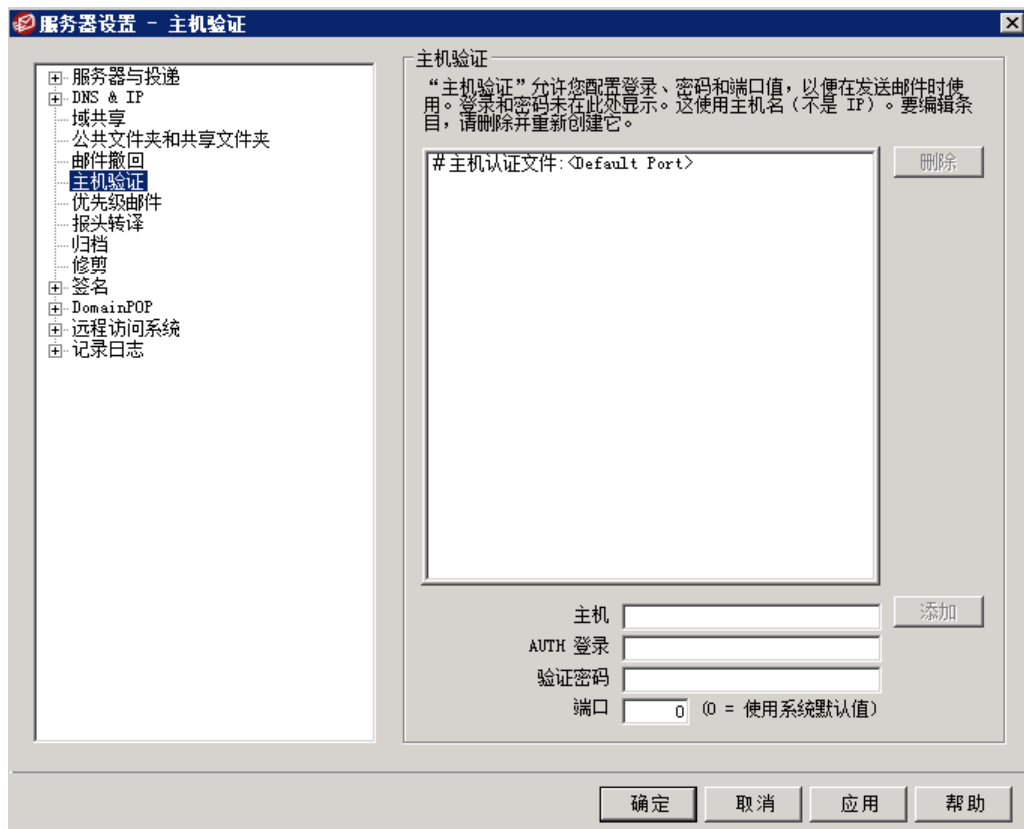 服务器设置 - 主机验证
服务器与投递
DNS & IP
域共享
公共文件夹和共享文件夹
邮件撤回
主机验证
优先级邮件
报头转译
归档
修剪
签名
DomainPOP
远程访问系统
记录日志
主机验证
“主机验证”允许您配置登录、密码和端口值，以便在发送邮件时使
用。登录和密码未在此处显示。这使用主机名（不是 IP）。要编辑条
目，请删除并重新创建它。
#主机认证文件:<Default Port>
删除
主机
添加
AUTH 登录
验证密码
端口 0 (0 = 使用系统默认值)
确定 取消 应用 帮助